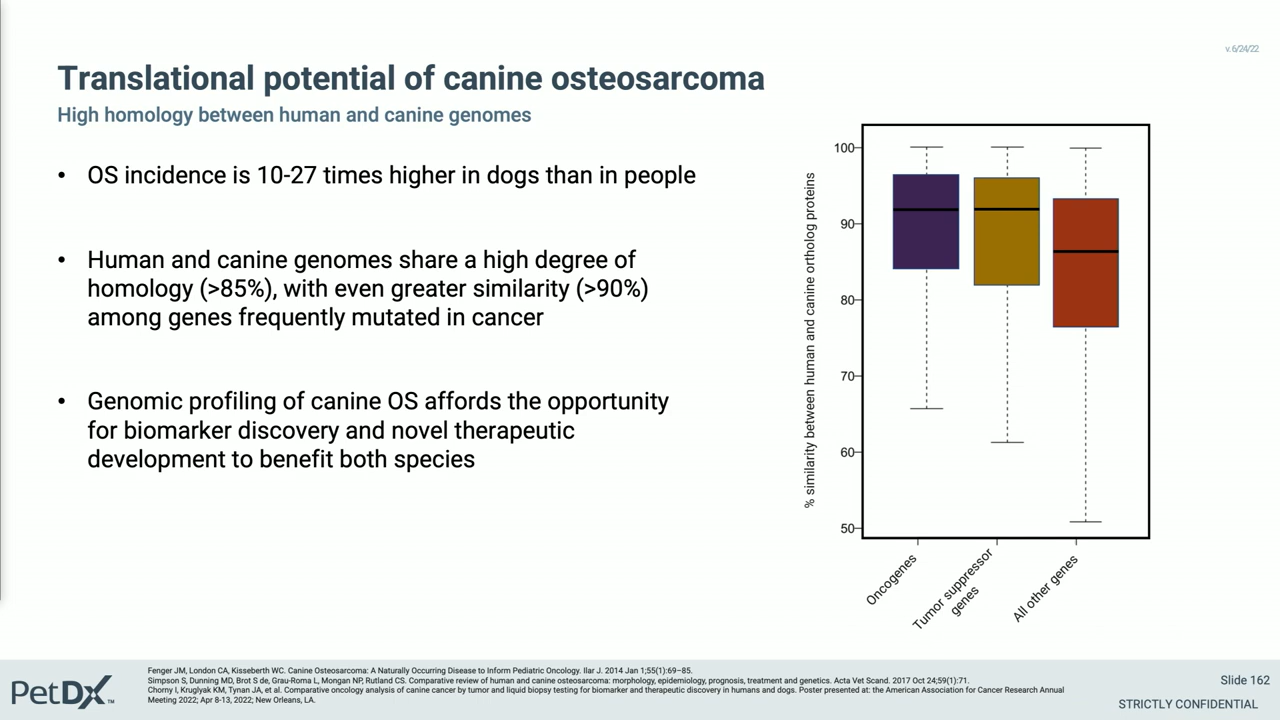 v.6/24/22
Translational potential of canine osteosarcoma
High homology between human and canine genomes
• OS incidence is 10-27 times higher in dogs than in people
• Human and canine genomes share a high degree of
homology (>85%), with even greater similarity (>90%)
among genes frequently mutated in cancer
• Genomic profiling of canine OS affords the opportunity
for biomarker discovery and novel therapeutic
development to benefit both species
% similarity between human and canine ortholog proteins
100
90
80
70
60
50
Oncogenes
Tumor suppressor
genes
All other genes
PetDX™
Fenger JM, London CA, Kisseberth WC. Canine Osteosarcoma: A Naturally Occurring Disease to Inform Pediatric Oncology. Ilar J. 2014 Jan 1;55(1):69–85.
Simpson S, Dunning MD, Brot S de, Grau-Roma L, Mongan NP, Rutland CS. Comparative review of human and canine osteosarcoma: morphology, epidemiology, prognosis, treatment and genetics. Acta Vet Scand. 2017 Oct 24;59(1):71.
Chorny I, Kruglyak KM, Tynan JA, et al. Comparative oncology analysis of canine cancer by tumor and liquid biopsy testing for biomarker and therapeutic discovery in humans and dogs. Poster presented at: the American Association for Cancer Research Annual
Meeting 2022; Apr 8-13, 2022; New Orleans, LA.
Slide 162
STRICTLY CONFIDENTIAL